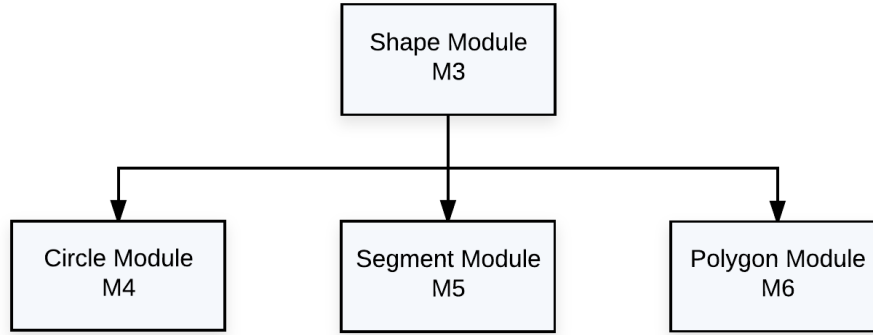 Shape Module
M3
Circle Module
M4
Segment Module
M5
Polygon Module
M6